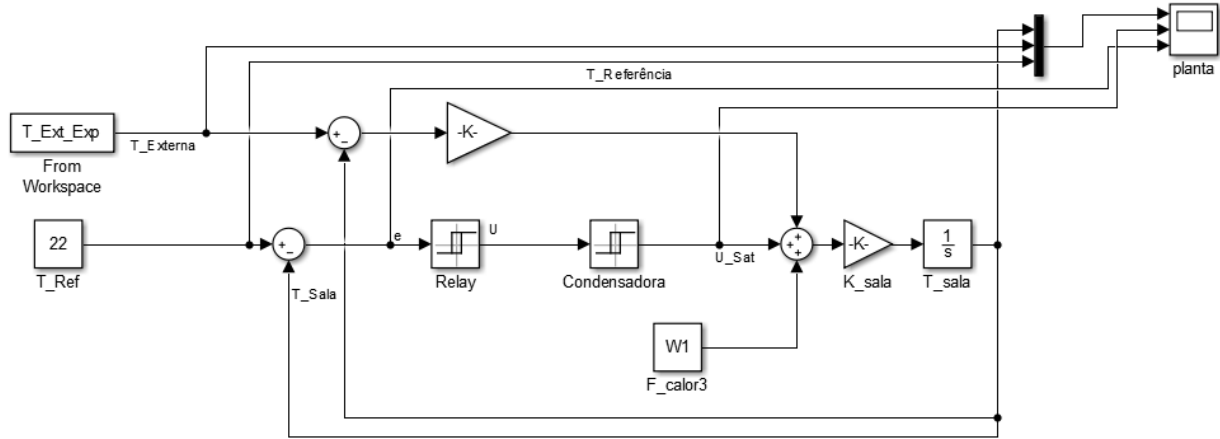 planta
T_Referência
T_Ext_Exp
T_Externa
From
Workspace
+
−
-K-
22
T_Ref
+
−
T_Sala
e
Relay
U
Condensadora
U_Sat
+
+
+
-K-
K_sala
1
s
T_sala
W1
F_calor3